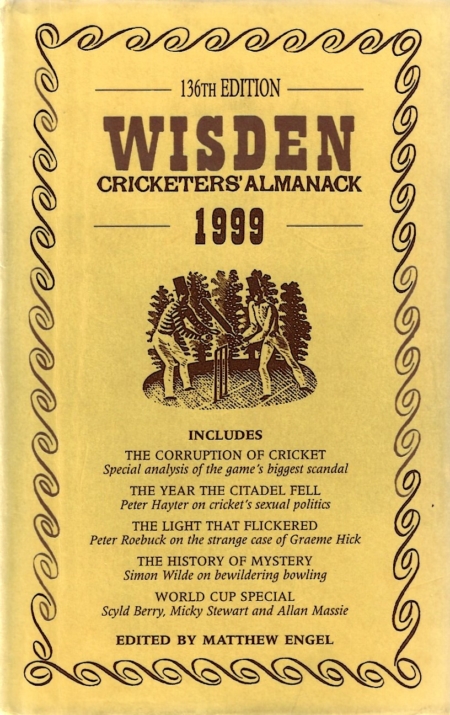 136TH EDITION
WISDEN
CRICKETERS' ALMANACK
1999
INCLUDES
THE CORRUPTION OF CRICKET
Special analysis of the game's biggest scandal
THE YEAR THE CITADEL FELL
Peter Hayter on cricket's sexual politics
THE LIGHT THAT FLICKERED
Peter Roebuck on the strange case of Graeme Hick
THE HISTORY OF MYSTERY
Simon Wilde on bewildering bowling
WORLD CUP SPECIAL
Scyld Berry, Micky Stewart and Allan Massie
EDITED BY MATTHEW ENGEL